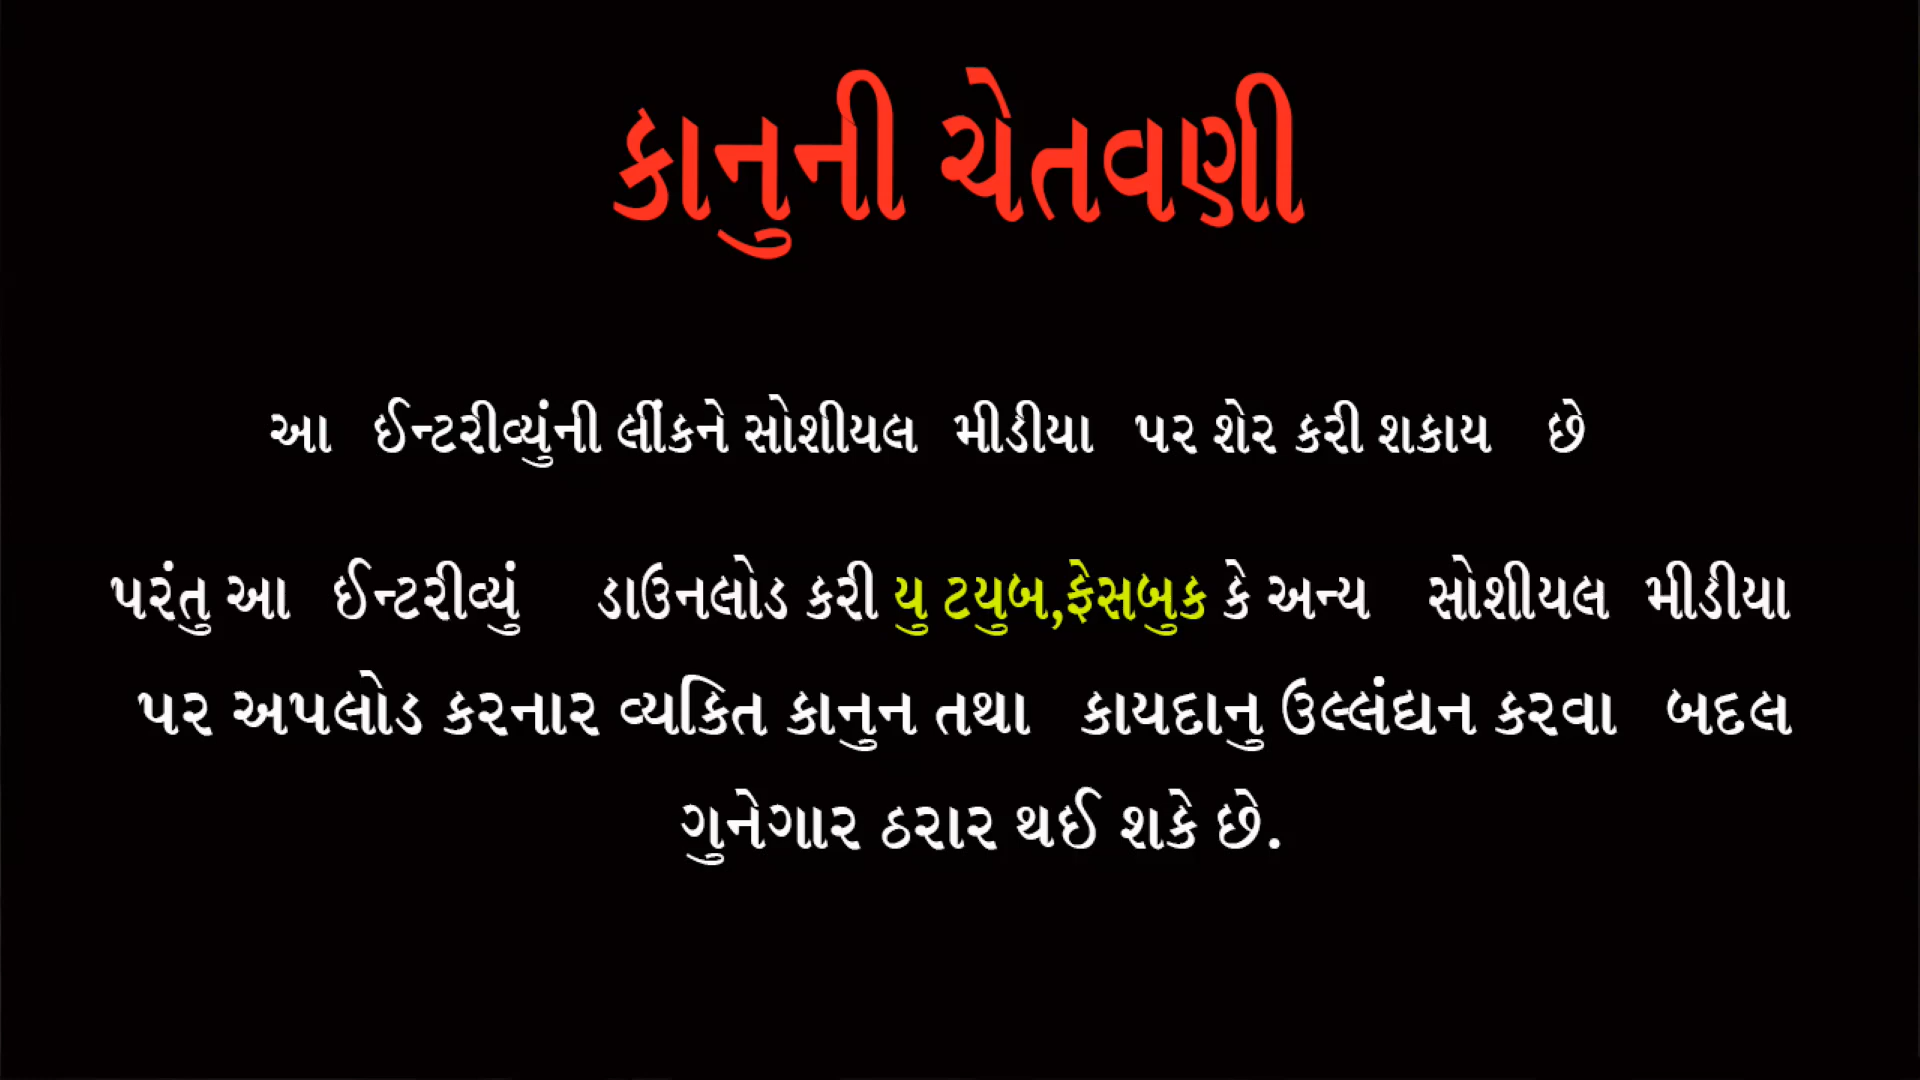 કાનુની ચેતવણી
આ ઈન્ટરીવ્યુંની લીંકને સોશીયલ મીડીયા પર શેર કરી શકાય છે
પરંતુ આ ઈન્ટરીવ્યું ડાઉનલોડ કરી યુ ટયુબ,ફેસબુક કે અન્ય સોશીયલ મીડીયા
પર અપલોડ કરનાર વ્યકિત કાનુન તથા કાયદાનુ ઉલ્લંઘન કરવા બદલ
ગુનેગાર ઠરાર થઈ શકે છે.